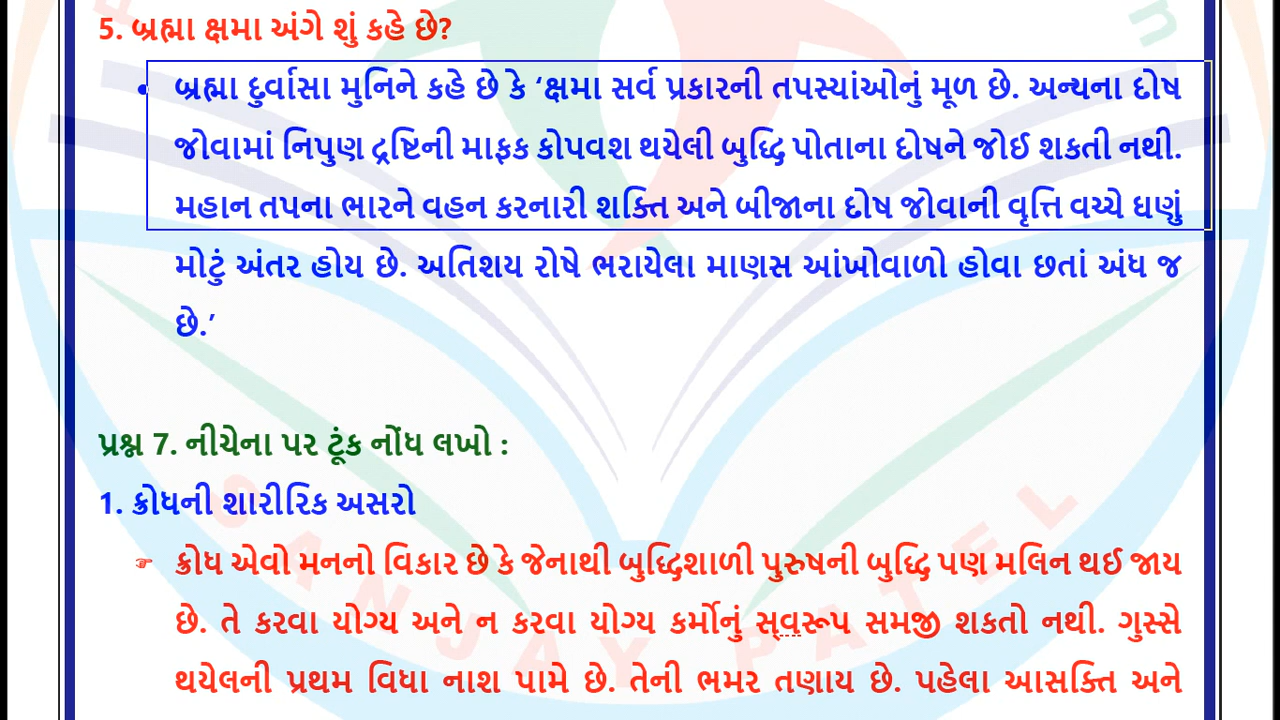 5. બ્રહ્મા ક્ષમા અંગે શું કહે છે?
• બ્રહ્મા દુર્વાસા મુનિને કહે છે કે ‘ક્ષમા સર્વ પ્રકારની તપસ્યાંઓનું મૂળ છે. અન્યના દોષ
જોવામાં નિપુણ દ્રષ્ટિની માફક કોપવશ થયેલી બુદ્ધિ પોતાના દોષને જોઈ શકતી નથી.
મહાન તપના ભારને વહન કરનારી શક્તિ અને બીજાના દોષ જોવાની વૃત્તિ વચ્ચે ઘણું
મોટું અંતર હોય છે. અતિશય રોષે ભરાયેલા માણસ આંખોવાળો હોવા છતાં અંધ જ
છે.’
પ્રશ્ન 7. નીચેના પર ટૂંક નોંધ લખો :
1. ક્રોધની શારીરિક અસરો
☞ ક્રોધ એવો મનનો વિકાર છે કે જેનાથી બુદ્ધિશાળી પુરુષની બુદ્ધિ પણ મલિન થઈ જાય
છે. તે કરવા યોગ્ય અને ન કરવા યોગ્ય કર્મોનું સ્વરૂપ સમજી શકતો નથી. ગુસ્સે
થયેલની પ્રથમ વિધા નાશ પામે છે. તેની ભમર તણાય છે. પહેલા આસક્તિ અને
SANJAY PATEL